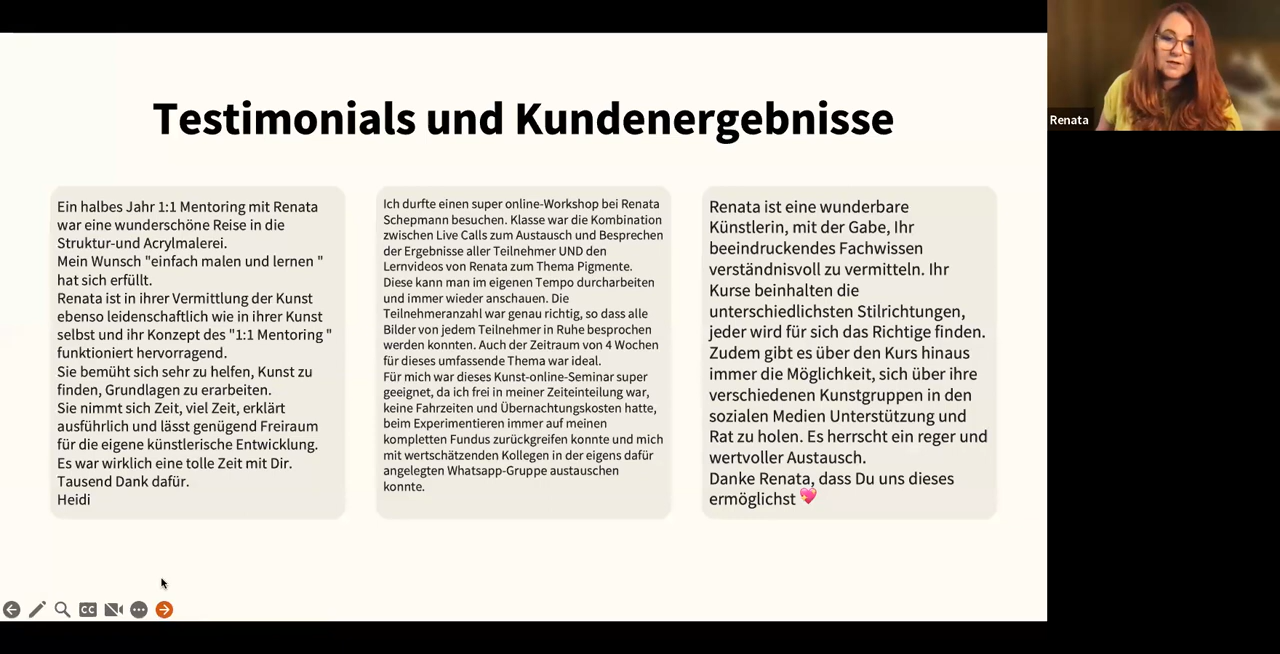 Testimonials und Kundenergebnisse
Ein halbes Jahr 1:1 Mentoring mit Renata
war eine wunderschöne Reise in die
Struktur-und Acrylmalerei.
Mein Wunsch "einfach malen und lernen "
hat sich erfüllt.
Renata ist in ihrer Vermittlung der Kunst
ebenso leidenschaftlich wie in ihrer Kunst
selbst und ihr Konzept des "1:1 Mentoring "
funktioniert hervorragend.
Sie bemüht sich sehr zu helfen, Kunst zu
finden, Grundlagen zu erarbeiten.
Sie nimmt sich Zeit, viel Zeit, erklärt
ausführlich und lässt genügend Freiraum
für die eigene künstlerische Entwicklung.
Es war wirklich eine tolle Zeit mit Dir.
Tausend Dank dafür.
Heidi
Ich durfte einen super online-Workshop bei Renata
Schepmann besuchen. Klasse war die Kombination
zwischen Live Calls zum Austausch und Besprechen
der Ergebnisse aller Teilnehmer UND den
Lernvideos von Renata zum Thema Pigmente.
Diese kann man im eigenen Tempo durcharbeiten
und immer wieder anschauen. Die
Teilnehmeranzahl war genau richtig, so dass alle
Bilder von jedem Teilnehmer in Ruhe besprochen
werden konnten. Auch der Zeitraum von 4 Wochen
für dieses umfassende Thema war ideal.
Für mich war dieses Kunst-online-Seminar super
geeignet, da ich frei in meiner Zeiteinteilung war,
keine Fahrzeiten und Übernachtungskosten hatte,
beim Experimentieren immer auf meinen
kompletten Fundus zurückgreifen konnte und mich
mit wertschätzenden Kollegen in der eigens dafür
angelegten Whatsapp-Gruppe austauschen
konnte.
Renata ist eine wunderbare
Künstlerin, mit der Gabe, Ihr
beeindruckendes Fachwissen
verständnisvoll zu vermitteln. Ihr
Kurse beinhalten die
unterschiedlichsten Stilrichtungen,
jeder wird für sich das Richtige finden.
Zudem gibt es über den Kurs hinaus
immer die Möglichkeit, sich über ihre
verschiedenen Kunstgruppen in den
sozialen Medien Unterstützung und
Rat zu holen. Es herrscht ein reger und
wertvoller Austausch.
Danke Renata, dass Du uns dieses
ermöglichst 💖
Renata
CC